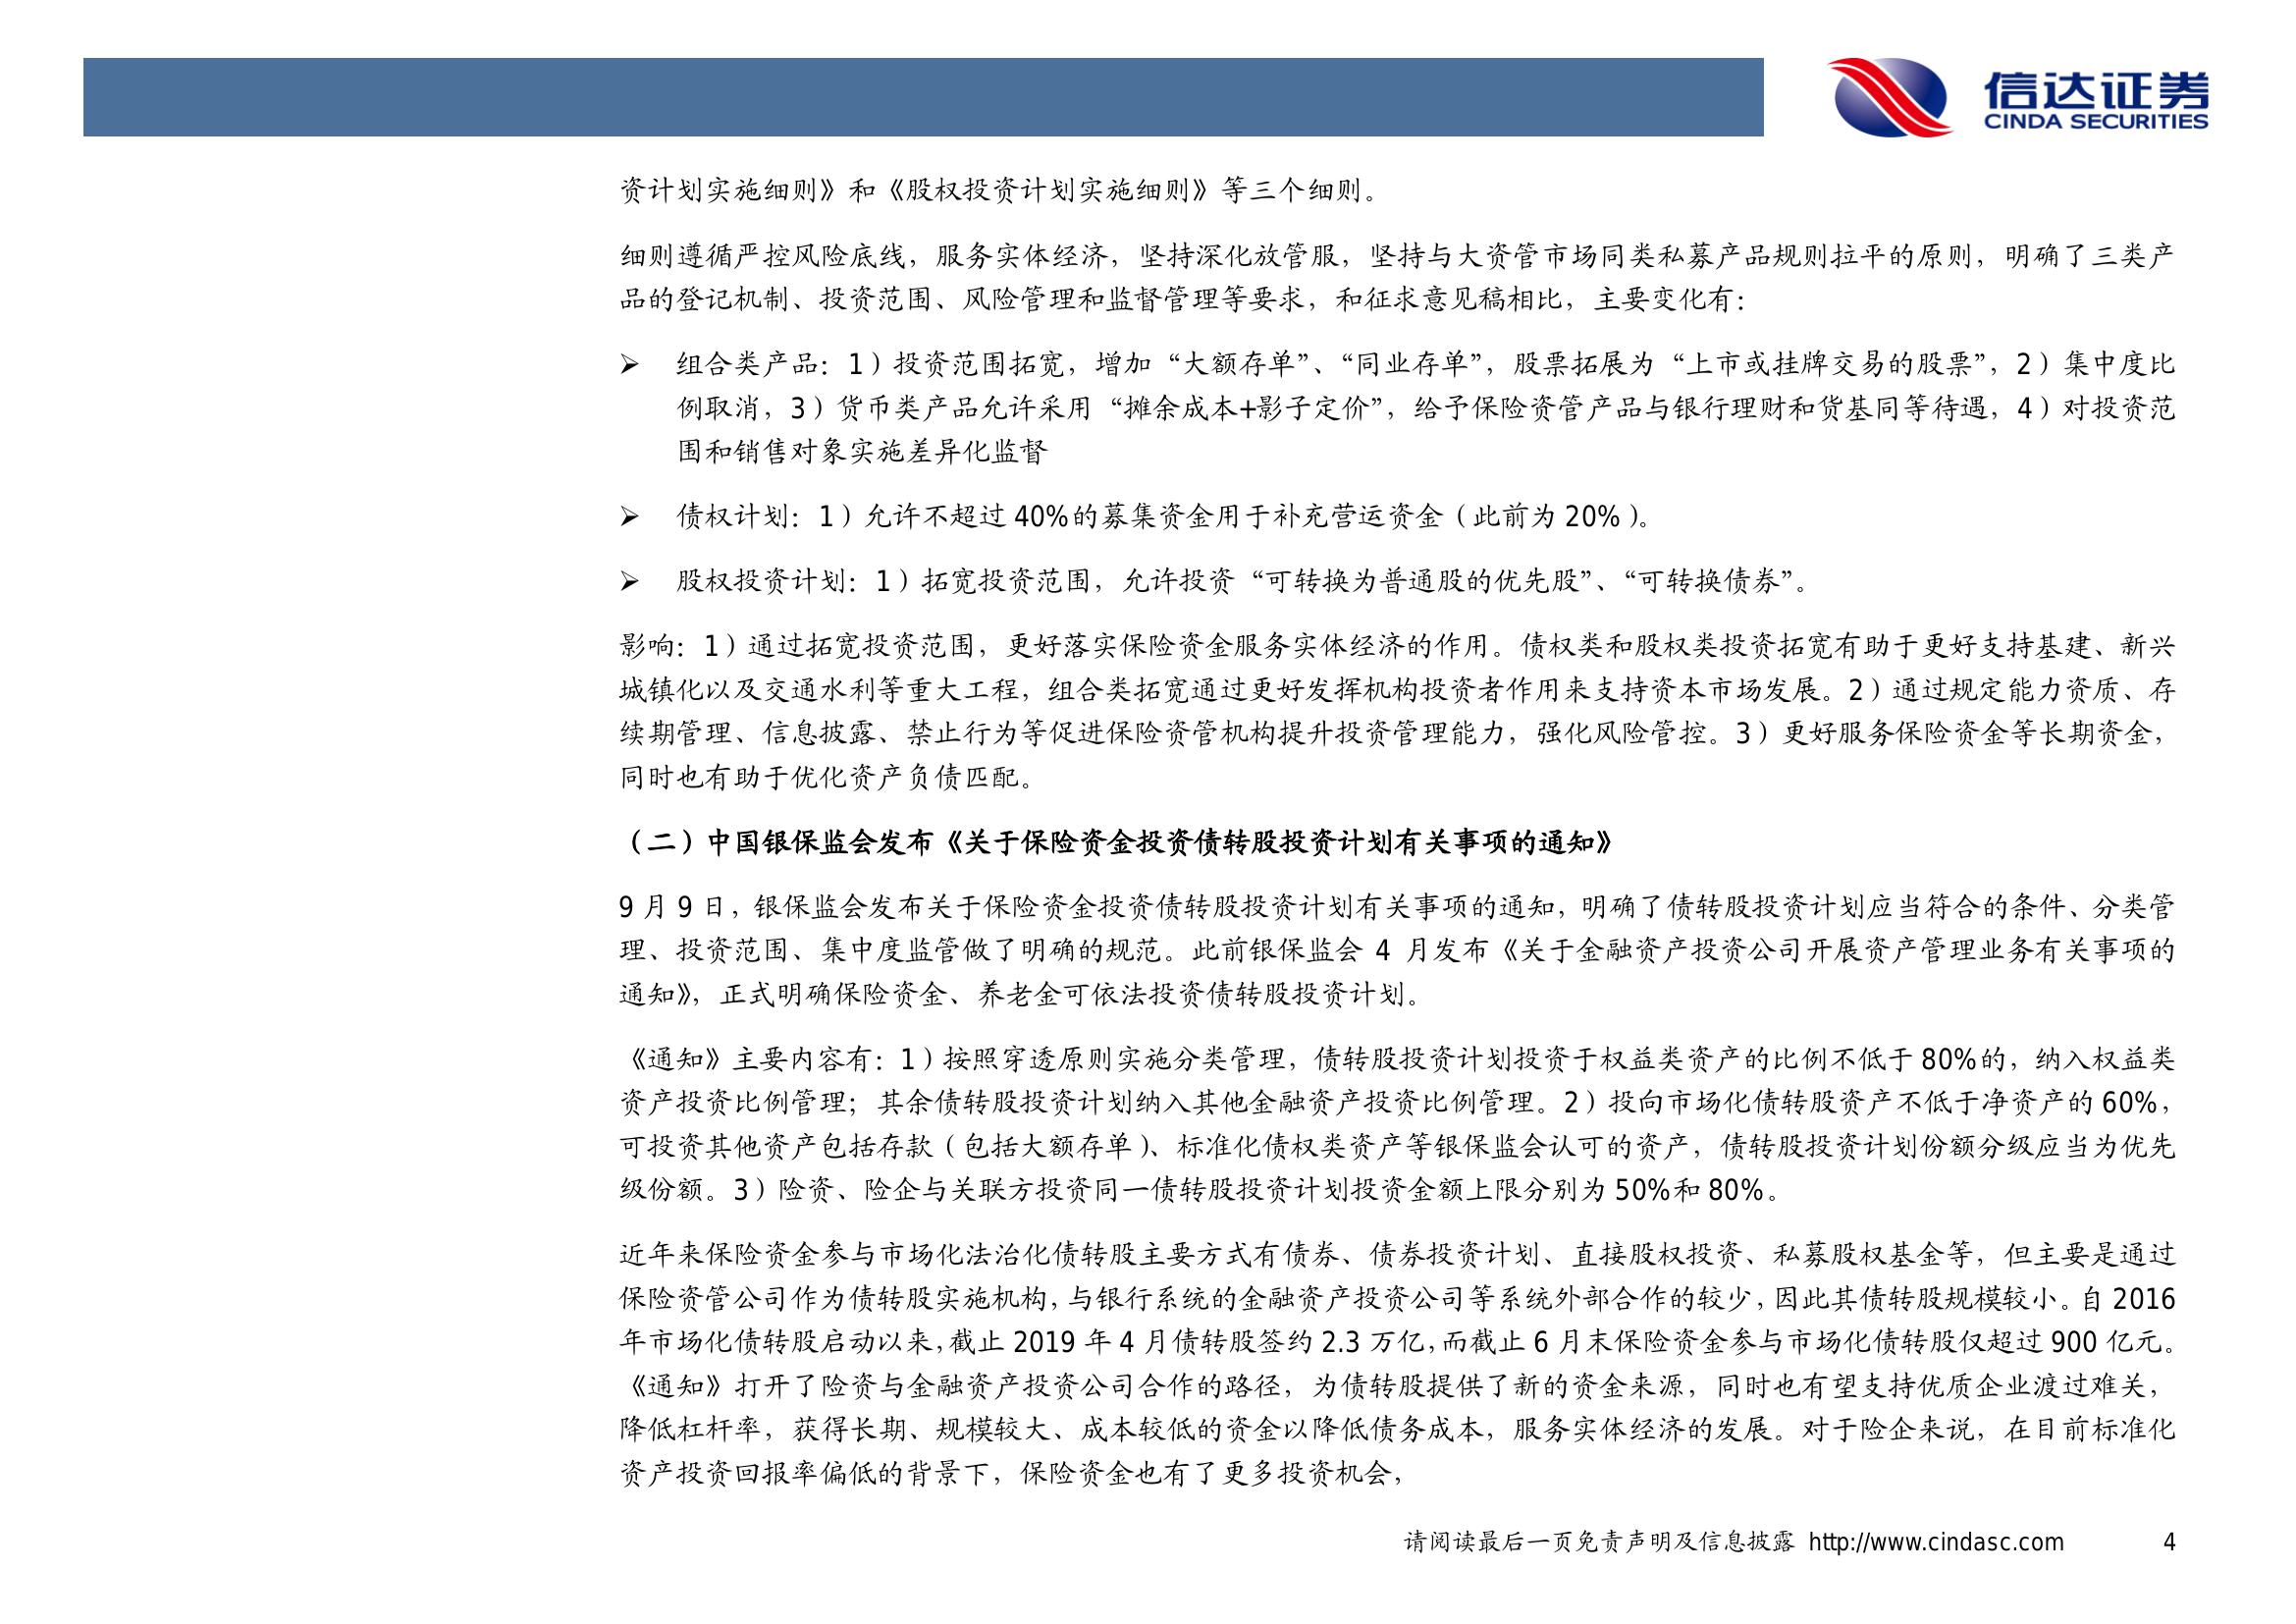 信达证券
CINDA SECURITIES
资计划实施细则》和《股权投资计划实施细则》等三个细则。
细则遵循严控风险底线，服务实体经济，坚持深化放管服，坚持与大资管市场同类私募产品规则拉平的原则，明确了三类产
品的登记机制、投资范围、风险管理和监督管理等要求，和征求意见稿相比，主要变化有：
➢ 组合类产品：1）投资范围拓宽，增加“大额存单”、“同业存单”，股票拓展为“上市或挂牌交易的股票”，2）集中度比
例取消，3）货币类产品允许采用“摊余成本+影子定价”，给予保险资管产品与银行理财和货基同等待遇，4）对投资范
围和销售对象实施差异化监督
➢ 债权计划：1）允许不超过 40%的募集资金用于补充营运资金（此前为 20%）。
➢ 股权投资计划：1）拓宽投资范围，允许投资“可转换为普通股的优先股”、“可转换债券”。
影响：1）通过拓宽投资范围，更好落实保险资金服务实体经济的作用。债权类和股权类投资拓宽有助于更好支持基建、新兴
城镇化以及交通水利等重大工程，组合类拓宽通过更好发挥机构投资者作用来支持资本市场发展。2）通过规定能力资质、存
续期管理、信息披露、禁止行为等促进保险资管机构提升投资管理能力，强化风险管控。3）更好服务保险资金等长期资金，
同时也有助于优化资产负债匹配。
（二）中国银保监会发布《关于保险资金投资债转股投资计划有关事项的通知》
9 月 9 日，银保监会发布关于保险资金投资债转股投资计划有关事项的通知，明确了债转股投资计划应当符合的条件、分类管
理、投资范围、集中度监管做了明确的规范。此前银保监会 4 月发布《关于金融资产投资公司开展资产管理业务有关事项的
通知》，正式明确保险资金、养老金可依法投资债转股投资计划。
《通知》主要内容有：1）按照穿透原则实施分类管理，债转股投资计划投资于权益类资产的比例不低于 80%的，纳入权益类
资产投资比例管理；其余债转股投资计划纳入其他金融资产投资比例管理。2）投向市场化债转股资产不低于净资产的 60%，
可投资其他资产包括存款（包括大额存单）、标准化债权类资产等银保监会认可的资产，债转股投资计划份额分级应当为优先
级份额。3）险资、险企与关联方投资同一债转股投资计划投资金额上限分别为 50%和 80%。
近年来保险资金参与市场化法治化债转股主要方式有债券、债券投资计划、直接股权投资、私募股权基金等，但主要是通过
保险资管公司作为债转股实施机构，与银行系统的金融资产投资公司等系统外部合作的较少，因此其债转股规模较小。自 2016
年市场化债转股启动以来，截止 2019 年 4 月债转股签约 2.3 万亿，而截止 6 月末保险资金参与市场化债转股仅超过 900 亿元。
《通知》打开了险资与金融资产投资公司合作的路径，为债转股提供了新的资金来源，同时也有望支持优质企业渡过难关，
降低杠杆率，获得长期、规模较大、成本较低的资金以降低债务成本，服务实体经济的发展。对于险企来说，在目前标准化
资产投资回报率偏低的背景下，保险资金也有了更多投资机会，
请阅读最后一页免责声明及信息披露 http://www.cindasc.com 4